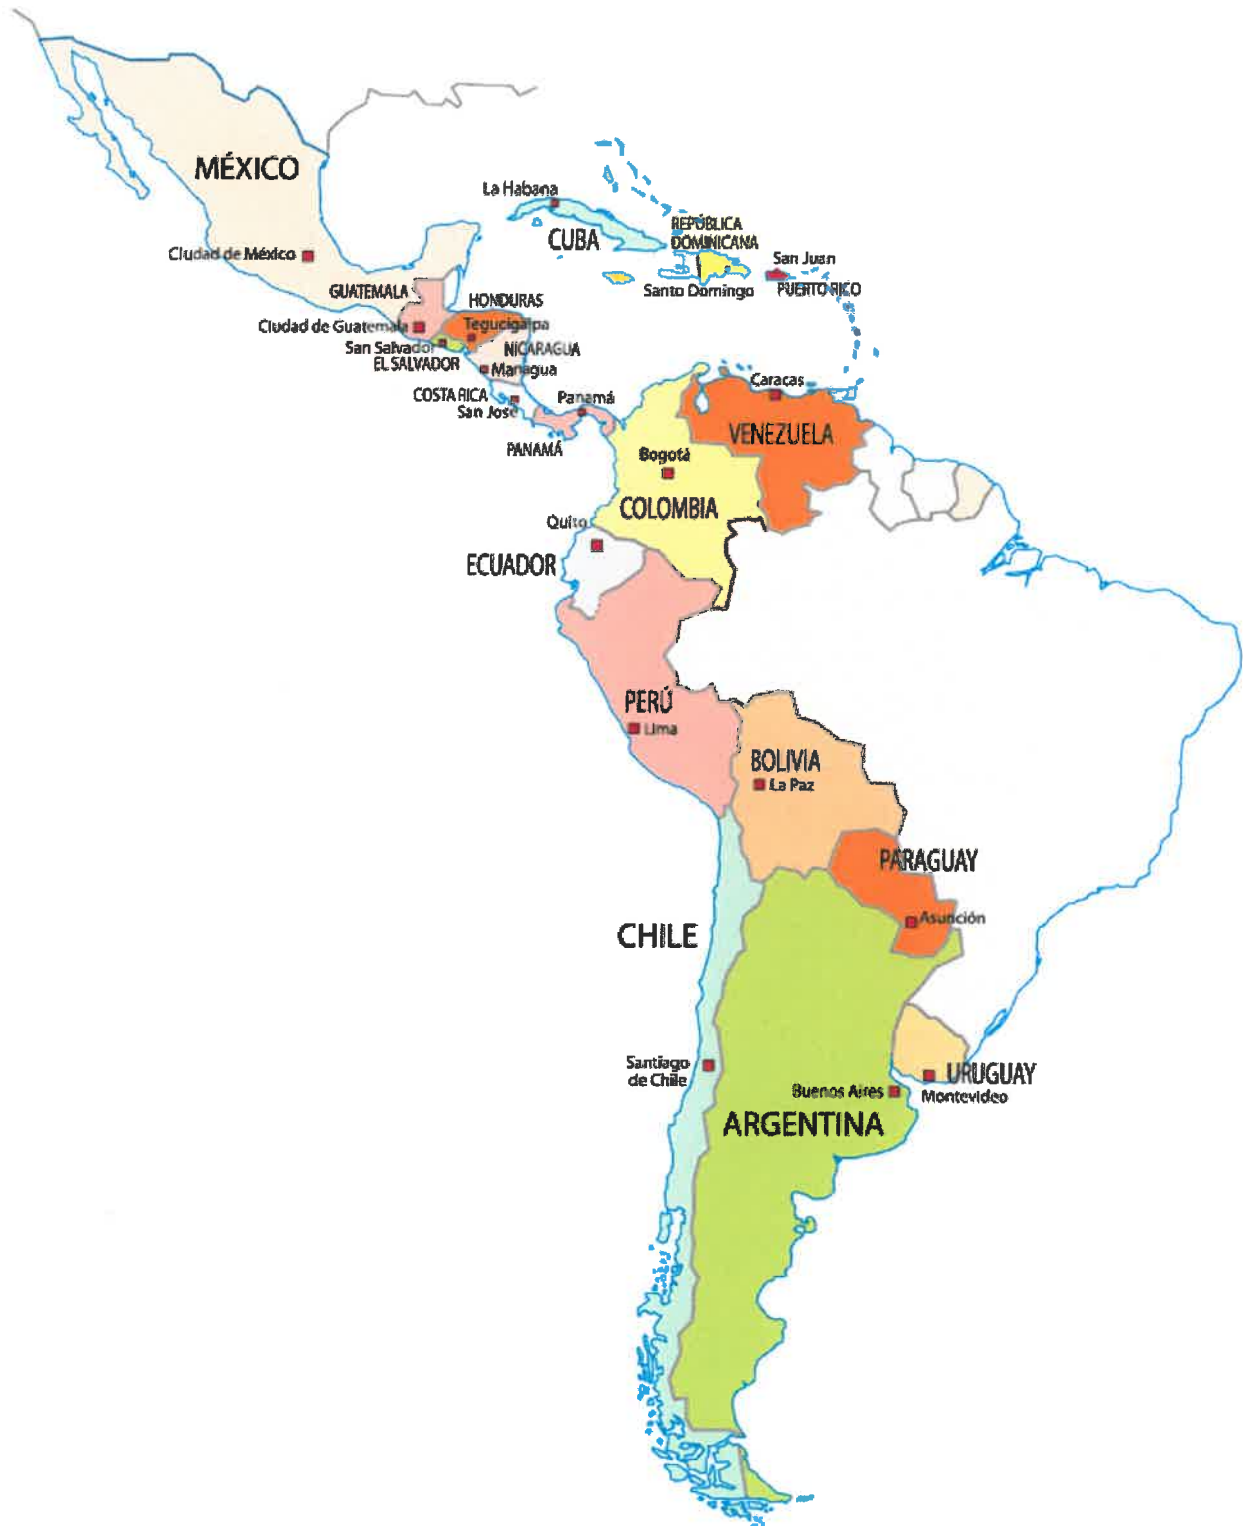 MÉXICO
Ciudad de México
La Habana
CUBA
REPÚBLICA
DOMINICANA
Santo Domingo
San Juan
PUERTO RICO
GUATEMALA
Ciudad de Guatemala
HONDURAS
Tegucigalpa
San Salvador
EL SALVADOR
NICARAGUA
Managua
COSTA RICA
San José
Panamá
PANAMÁ
Caracas
VENEZUELA
Bogotá
COLOMBIA
Quito
ECUADOR
PERÚ
Lima
BOLIVIA
La Paz
PARAGUAY
Asunción
CHILE
Santiago
de Chile
URUGUAY
Montevideo
Buenos Aires
ARGENTINA